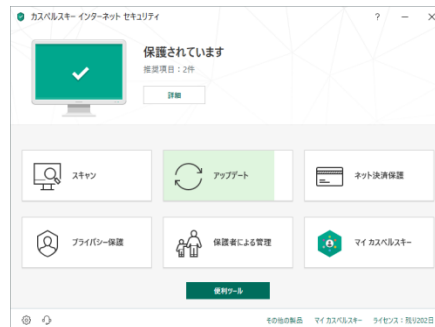 カスペルスキー インターネット セキュリティ
?
保護されています
推奨項目：2件
詳細
スキャン
アップデート
ネット決済保護
プライバシー保護
保護者による管理
マイ カスペルスキー
便利ツール
その他の製品 マイ カスペルスキー ライセンス：残り202日